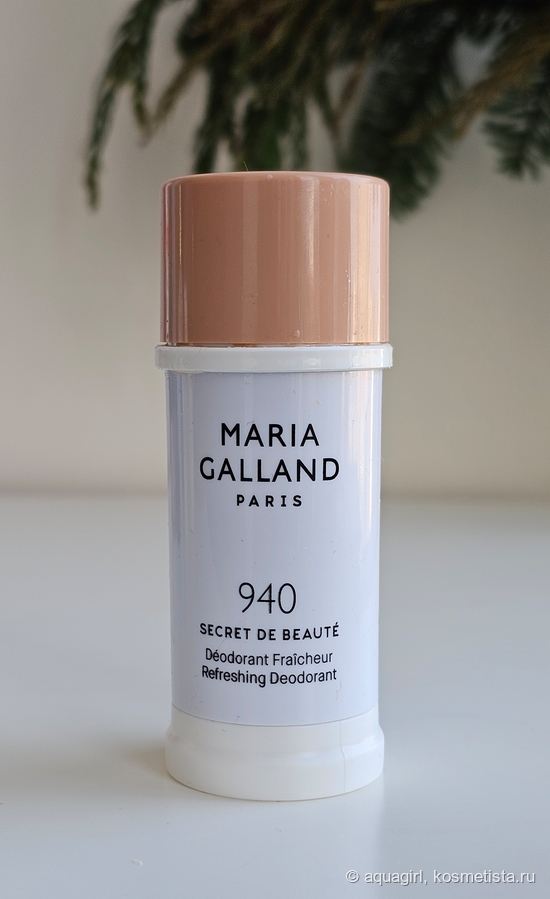 MARIA
GALLAND
PARIS
940
SECRET DE BEAUTÉ
Déodorant Fraîcheur
Refreshing Deodorant
© aquagirl, kosmetista.ru